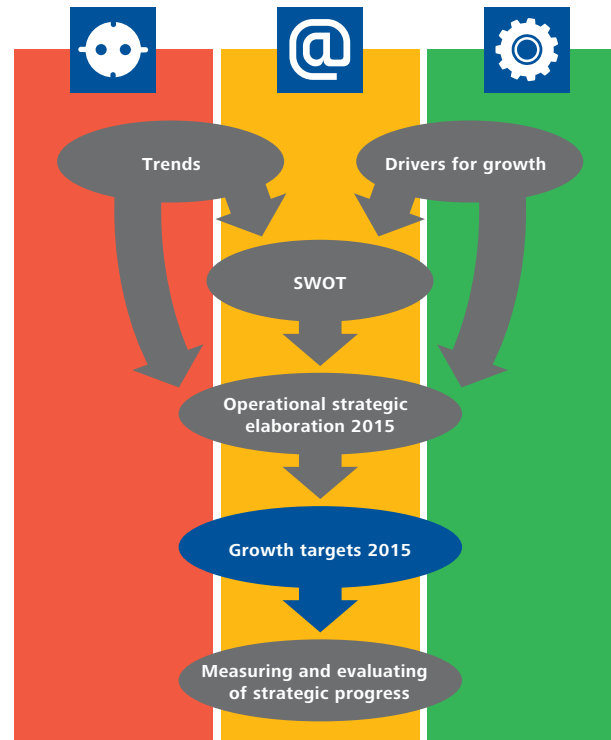 @
Trends
Drivers for growth
SWOT
Operational strategic
elaboration 2015
Growth targets 2015
Measuring and evaluating
of strategic progress